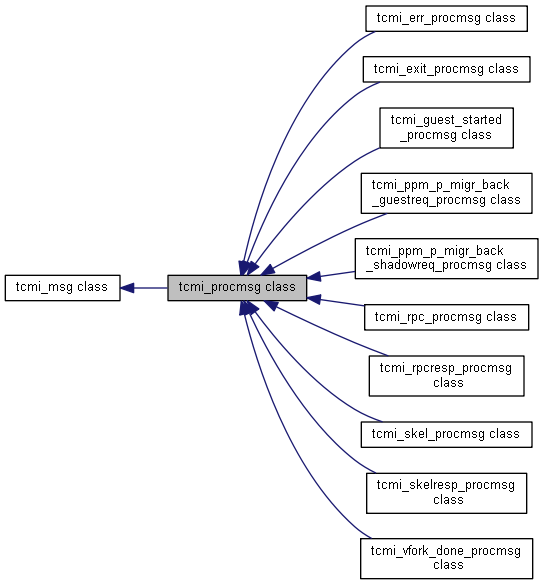 tcmi_err_procmsg class
tcmi_exit_procmsg class
tcmi_guest_started
_procmsg class
tcmi_ppm_p_migr_back
_guestreq_procmsg class
tcmi_ppm_p_migr_back
_shadowreq_procmsg class
tcmi_msg class
tcmi_procmsg class
tcmi_rpc_procmsg class
tcmi_rpcresp_procmsg
class
tcmi_skel_procmsg class
tcmi_skelresp_procmsg
class
tcmi_vfork_done_procmsg
class